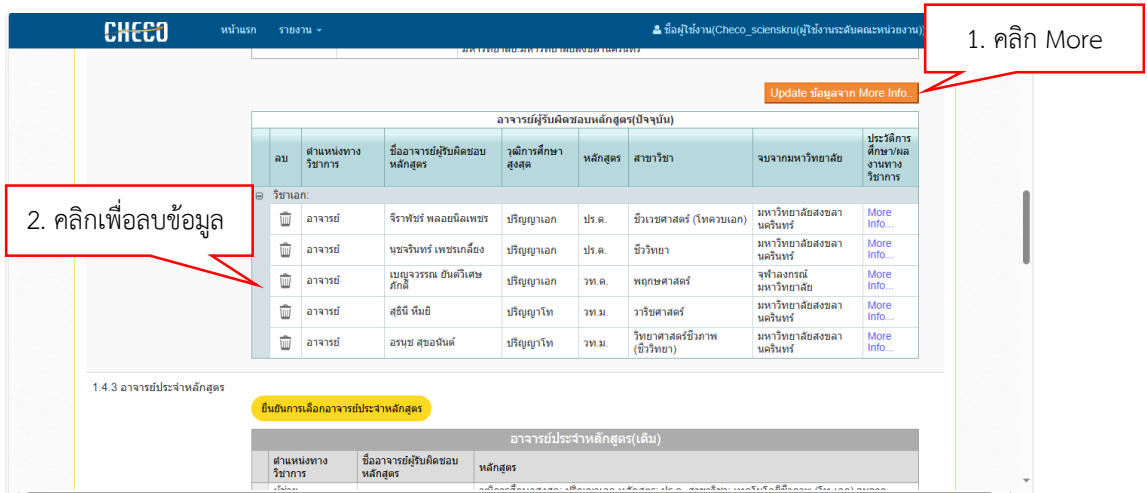 CHECO
หน้าแรก
รายงาน
ชื่อผู้ใช้งาน(Checo_scienskru(ผู้ใช้งานระดับคณะหน่วยงาน))
1. คลิก More
มหาวิทยาลัย:มหาวิทยาลัยสงขลานครินทร์
Update ข้อมูลจาก More Info..
อาจารย์ผู้รับผิดชอบหลักสูตร(ปัจจุบัน)
ลบ
ตำแหน่งทาง
วิชาการ
ชื่ออาจารย์ผู้รับผิดชอบ
หลักสูตร
วุฒิการศึกษา
สูงสุด
หลักสูตร
สาขาวิชา
จบจากมหาวิทยาลัย
ประวัติการ
ศึกษา/ผล
งานทาง
วิชาการ
วิชาเอก:
2. คลิกเพื่อลบข้อมูล
อาจารย์
จีราพัชร์ พลอยนิลเพชร
ปริญญาเอก
ปร.ด.
ชีวเวชศาสตร์ (โทควบเอก)
มหาวิทยาลัยสงขลา
นครินทร์
More
Info...
อาจารย์
นุชจรินทร์ เพชรเกลี้ยง
ปริญญาเอก
ปร.ด.
ชีววิทยา
มหาวิทยาลัยสงขลา
นครินทร์
More
Info...
อาจารย์
เบญจวรรณ ยันต์วิเศษ
ภักดี
ปริญญาเอก
วท.ด.
พฤกษศาสตร์
จุฬาลงกรณ์
มหาวิทยาลัย
More
Info...
อาจารย์
สุธินี หีมยิ
ปริญญาโท
วท.ม.
วาริชศาสตร์
มหาวิทยาลัยสงขลา
นครินทร์
More
Info...
อาจารย์
อรนุช สุขอนันต์
ปริญญาโท
วท.ม.
วิทยาศาสตร์ชีวภาพ
(ชีววิทยา)
มหาวิทยาลัยสงขลา
นครินทร์
More
Info...
1.4.3 อาจารย์ประจำหลักสูตร
ยืนยันการเลือกอาจารย์ประจำหลักสูตร
อาจารย์ประจำหลักสูตร(เดิม)
ตำแหน่งทาง
วิชาการ
ชื่ออาจารย์ผู้รับผิดชอบ
หลักสูตร
หลักสูตร